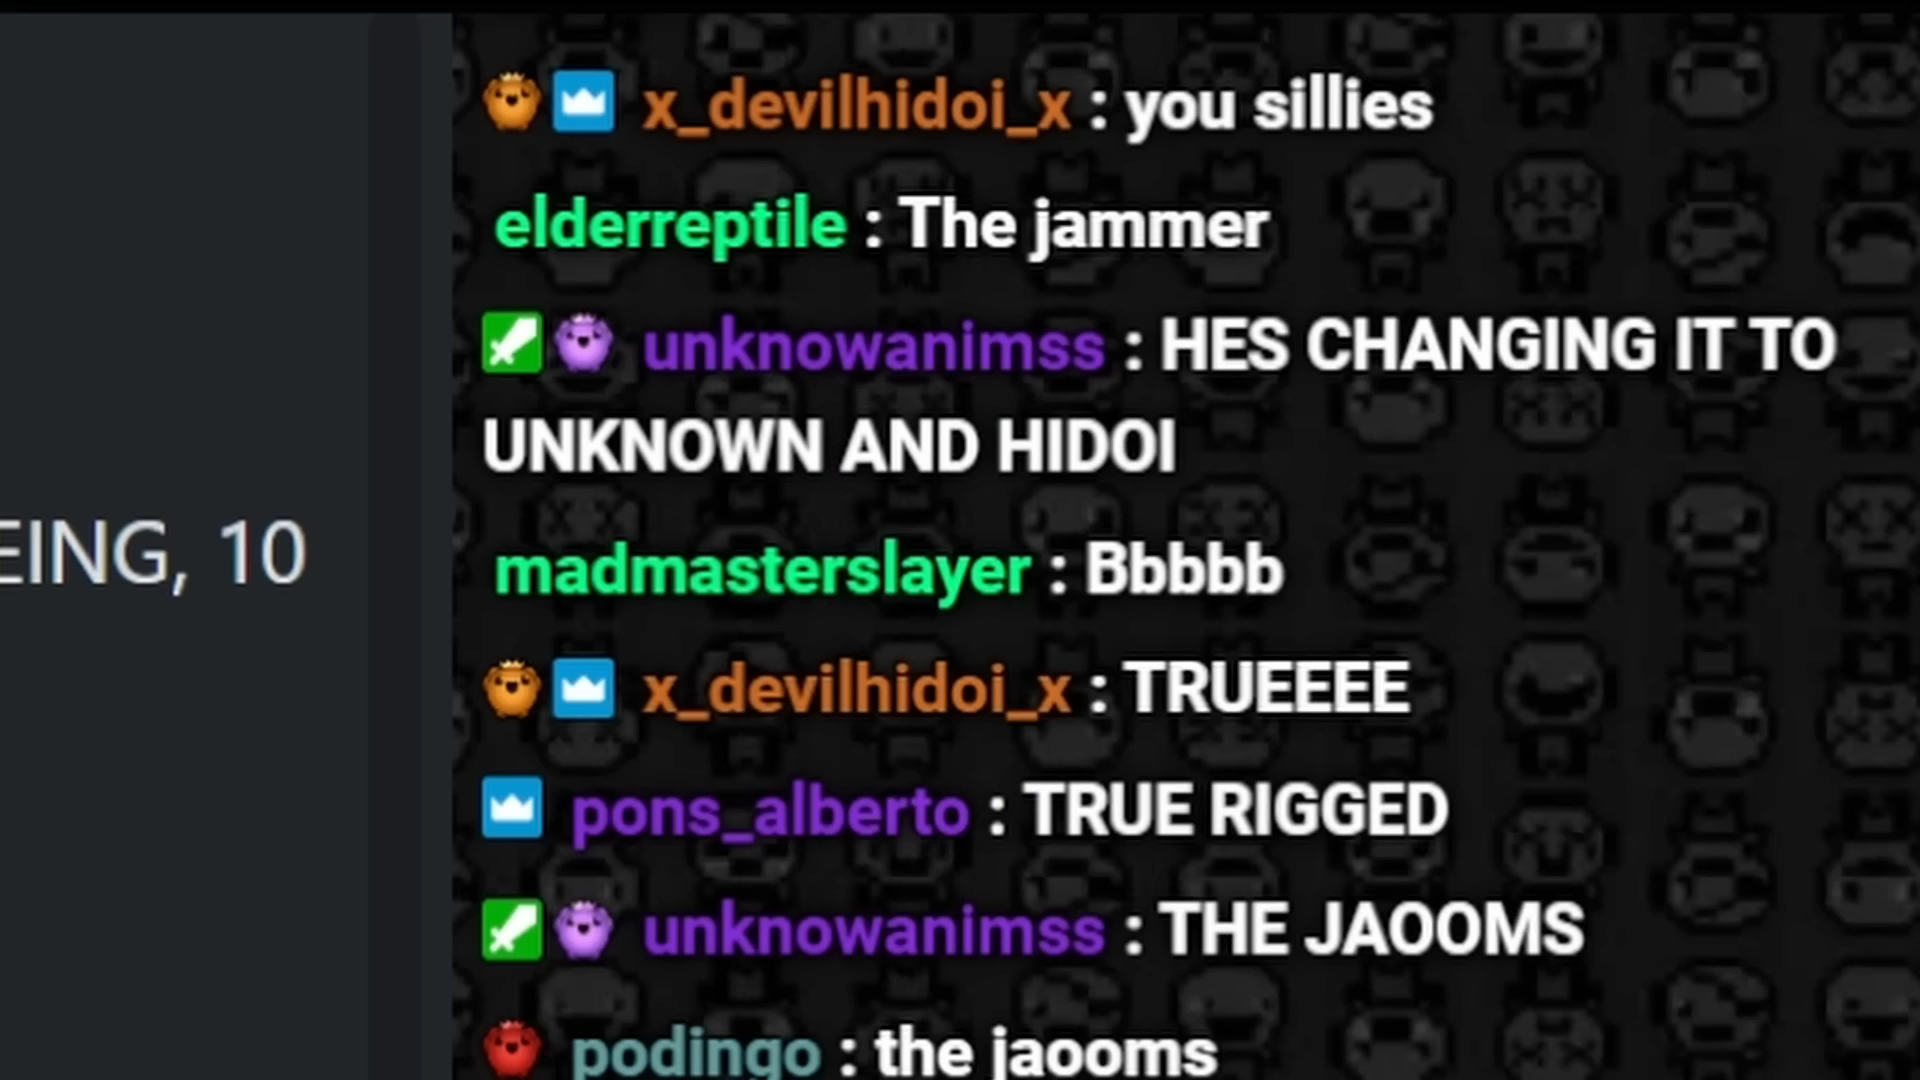 x_devilhidoi_x : you sillies
elderreptile : The jammer
unknowanimss : HES CHANGING IT TO
UNKNOWN AND HIDOI
EING, 10
madmasterslayer : Bbbbb
x_devilhidoi_x : TRUEEEE
pons_alberto : TRUE RIGGED
unknowanimss : THE JAOOMS
podingo : the jaooms